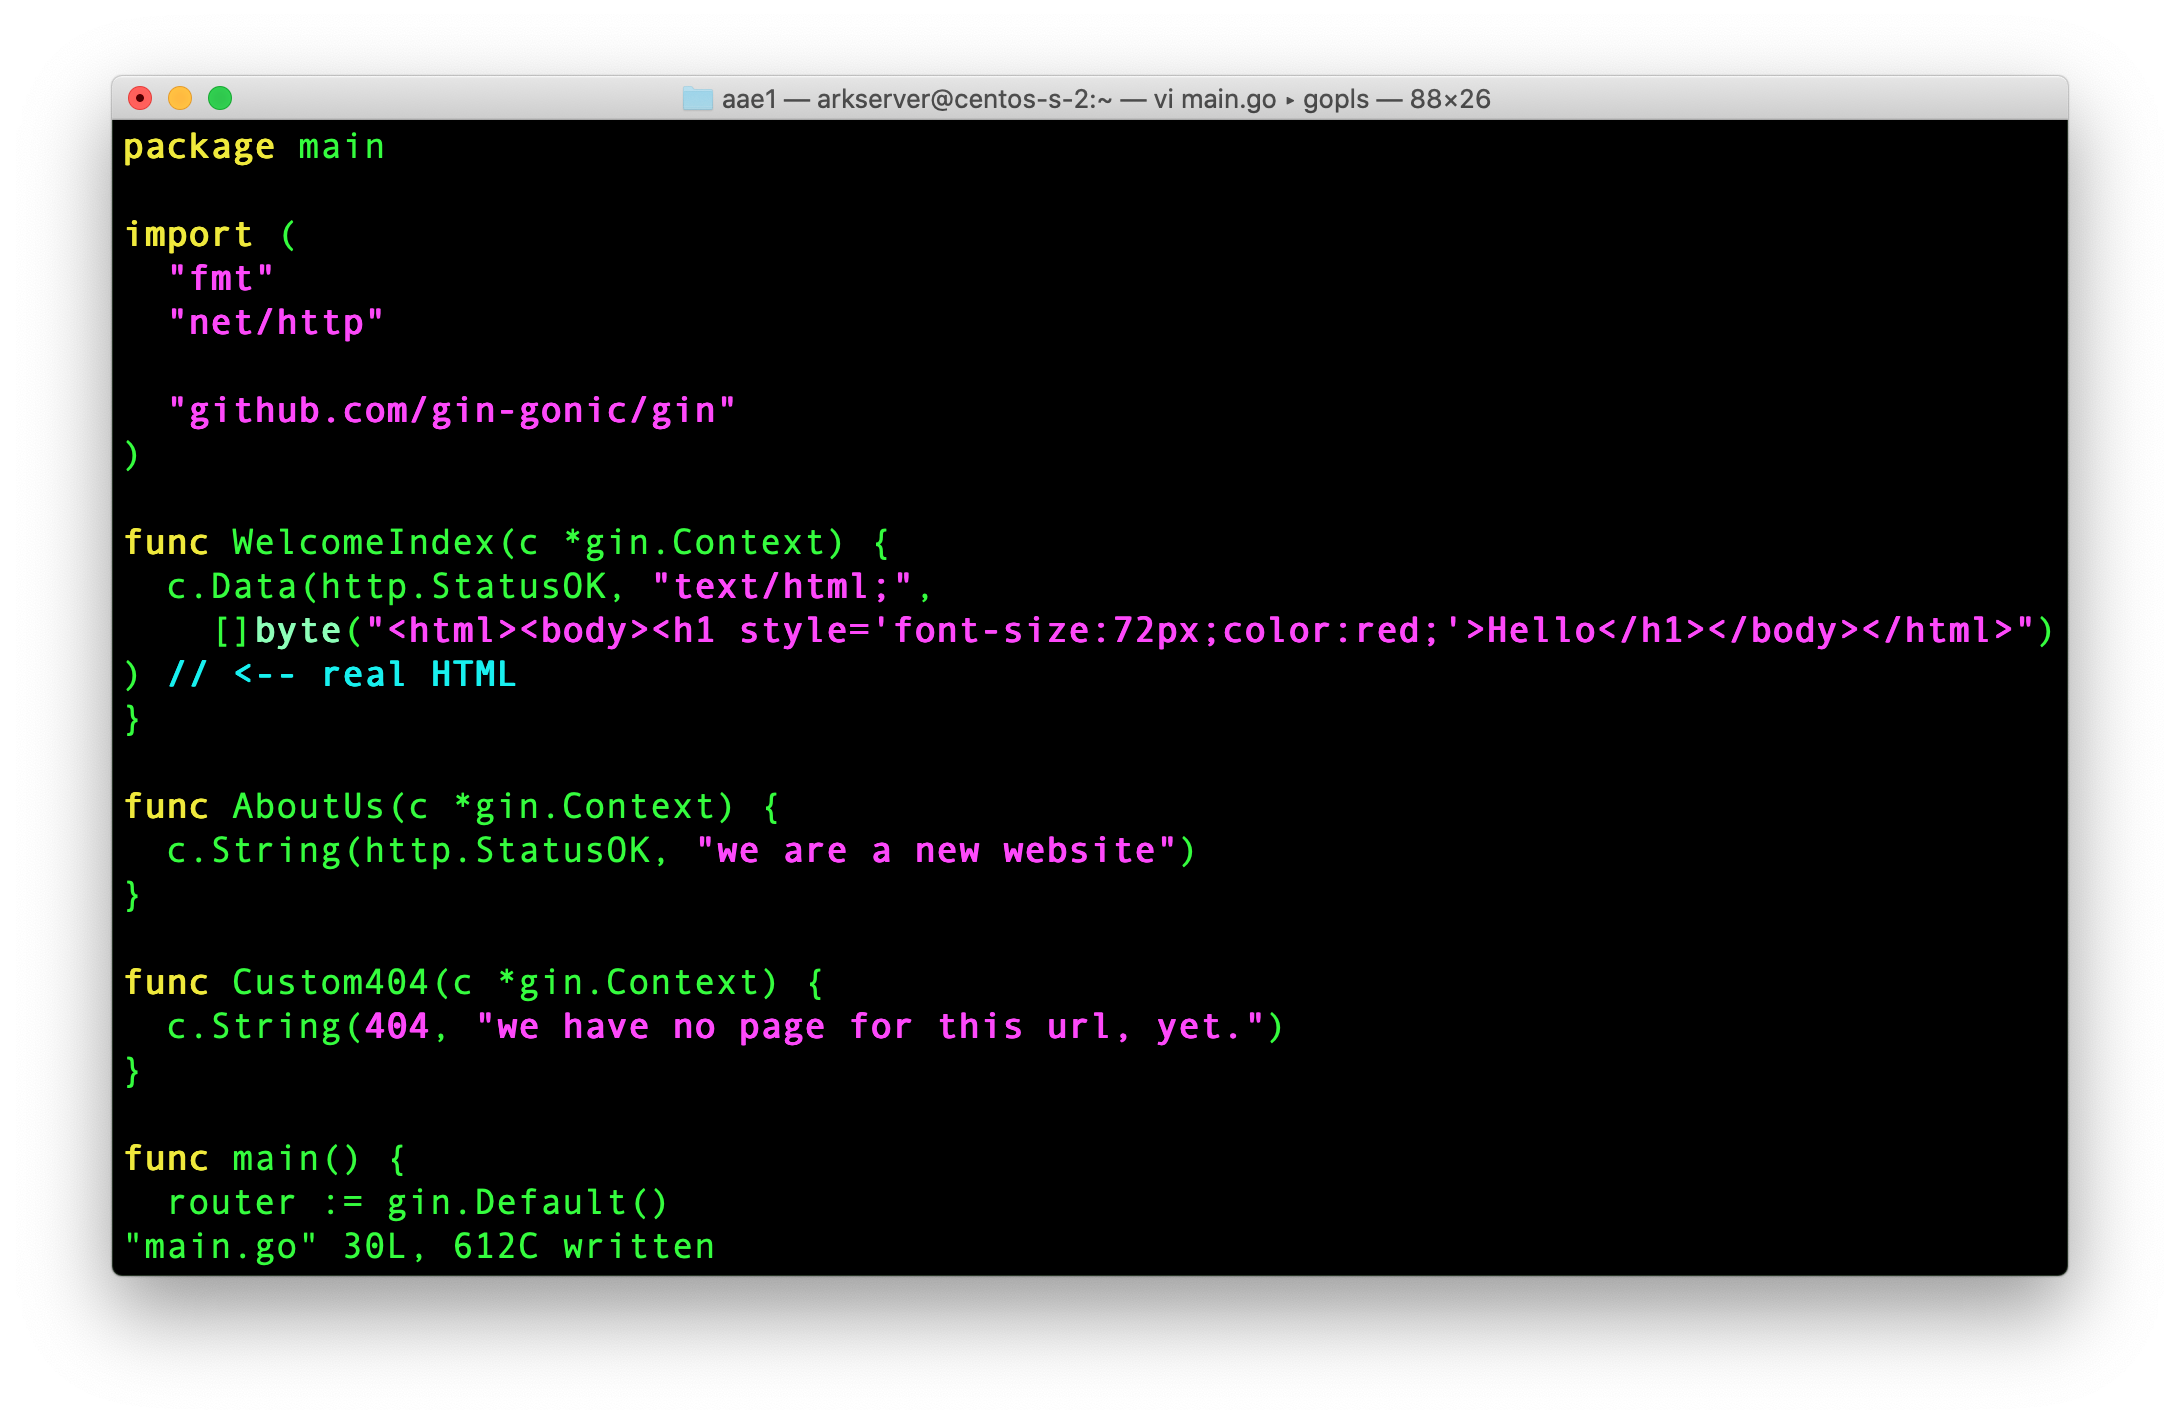 aae1 — arkserver@centos-s-2:~ — vi main.go ▸ gopls — 88×26
package main

import (
  "fmt"
  "net/http"

  "github.com/gin-gonic/gin"
)

func WelcomeIndex(c *gin.Context) {
  c.Data(http.StatusOK, "text/html;",
    []byte("<html><body><h1 style='font-size:72px;color:red;'>Hello</h1></body></html>")
) // <-- real HTML
}

func AboutUs(c *gin.Context) {
  c.String(http.StatusOK, "we are a new website")
}

func Custom404(c *gin.Context) {
  c.String(404, "we have no page for this url, yet.")
}

func main() {
  router := gin.Default()
"main.go" 30L, 612C written